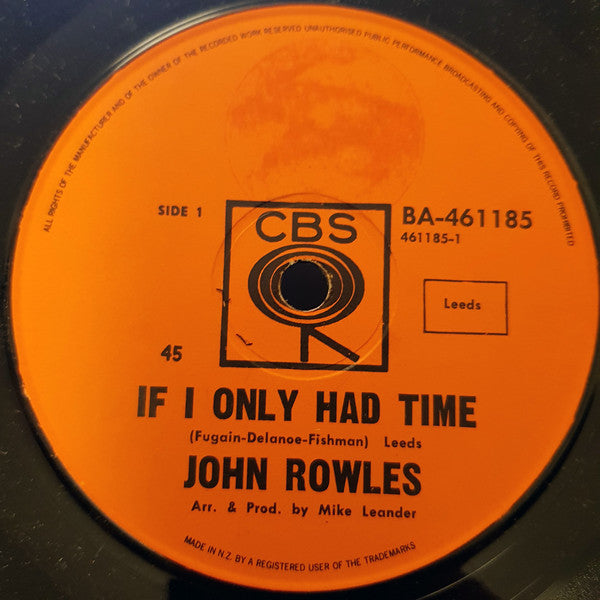 ALL RIGHTS OF THE MANUFACTURER AND OF THE OWNER OF THE RECORDED WORK RESERVED UNAUTHORISED PUBLIC PERFORMANCE BROADCASTING AND COPYING OF THIS RECORD PROHIBITED
SIDE 1
CBS
BA-461185
461185-1
Leeds
45
IF I ONLY HAD TIME
(Fugain-Delanoe-Fishman) Leeds
JOHN ROWLES
Arr. & Prod. by Mike Leander
MADE IN N.Z. BY A REGISTERED USER OF THE TRADEMARKS